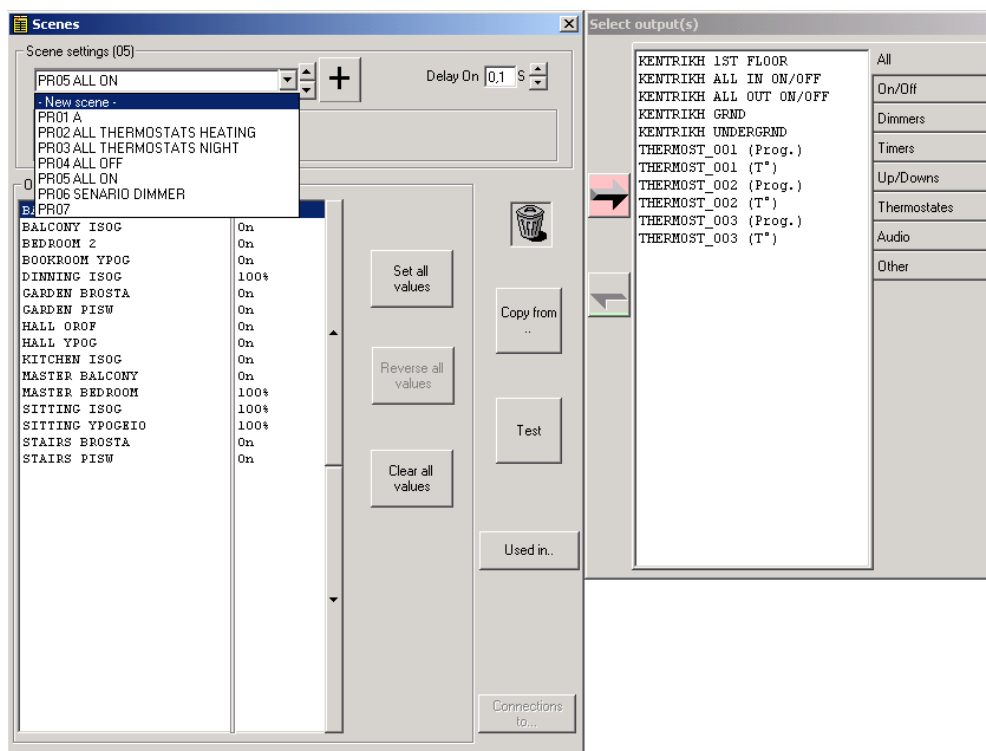 Scenes
Scene settings (05)
PR05 ALL ON
Delay On 0,1 S
- New scene -
PR01 A
PR02 ALL THERMOSTATS HEATING
PR03 ALL THERMOSTATS NIGHT
PR04 ALL OFF
PR05 ALL ON
PR06 SENARIO DIMMER
PR07
BALCONY ISOG On
BEDROOM 2 On
BOOKROOM YPOG On
DINNING ISOG 100%
GARDEN BROSTA On
GARDEN PISW On
HALL OROF On
HALL YPOG On
KITCHEN ISOG On
MASTER BALCONY On
MASTER BEDROOM 100%
SITTING ISOG 100%
SITTING YPOGEIO 100%
STAIRS BROSTA On
STAIRS PISW On
Set all
values
Reverse all
values
Clear all
values
Copy from
..
Test
Used in..
Connections
to...
Select output(s)
KENTRIKH 1ST FLOOR
KENTRIKH ALL IN ON/OFF
KENTRIKH ALL OUT ON/OFF
KENTRIKH GRND
KENTRIKH UNDERGRND
THERMOST_001 (Prog.)
THERMOST_001 (T°)
THERMOST_002 (Prog.)
THERMOST_002 (T°)
THERMOST_003 (Prog.)
THERMOST_003 (T°)
All
On/Off
Dimmers
Timers
Up/Downs
Thermostates
Audio
Other